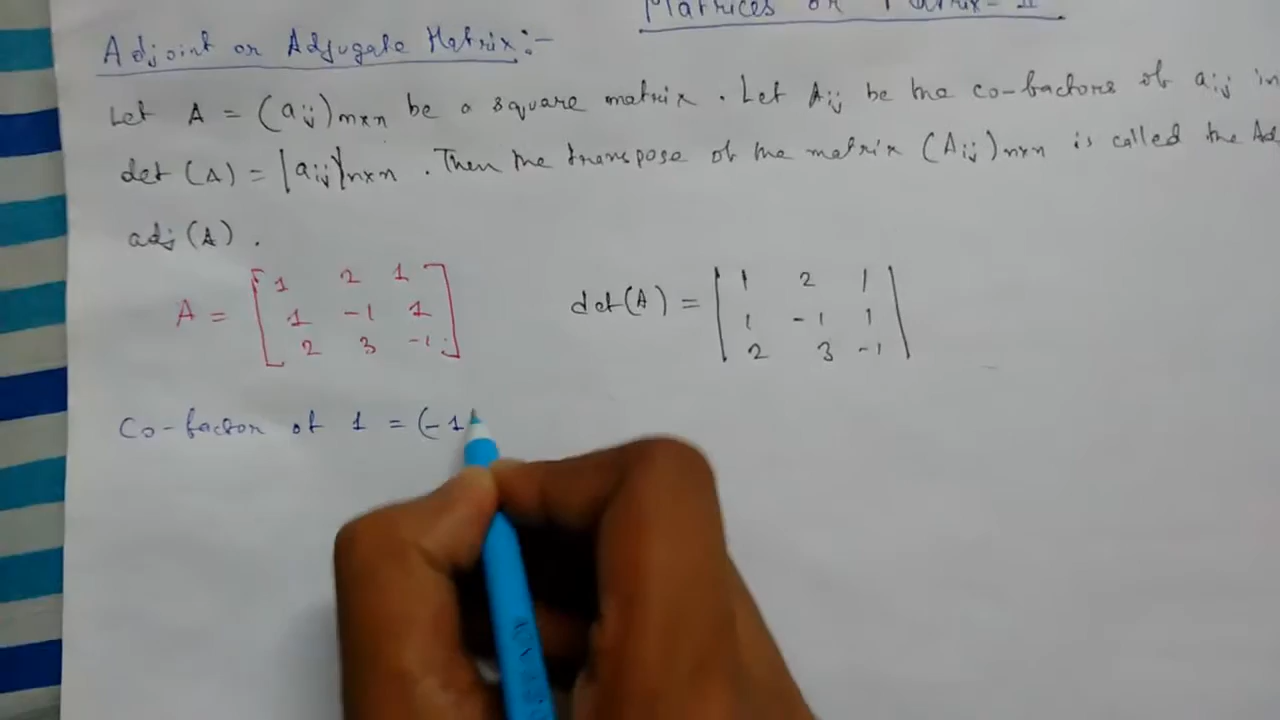 Matrices or Matrix-II
Adjoint or Adjugate Matrix:-
Let A = (aij)nxn be a square matrix. Let Aij be the co-factors of aij in
det (A) = |aij|nxn. Then the transpose of the matrix (Aij)nxn is called the Ad
adj(A).
A = [ 1 2 1
1 -1 1
2 3 -1 ]
det(A) = | 1 2 1
1 -1 1
2 3 -1 |
Co-factor of 1 = (-1